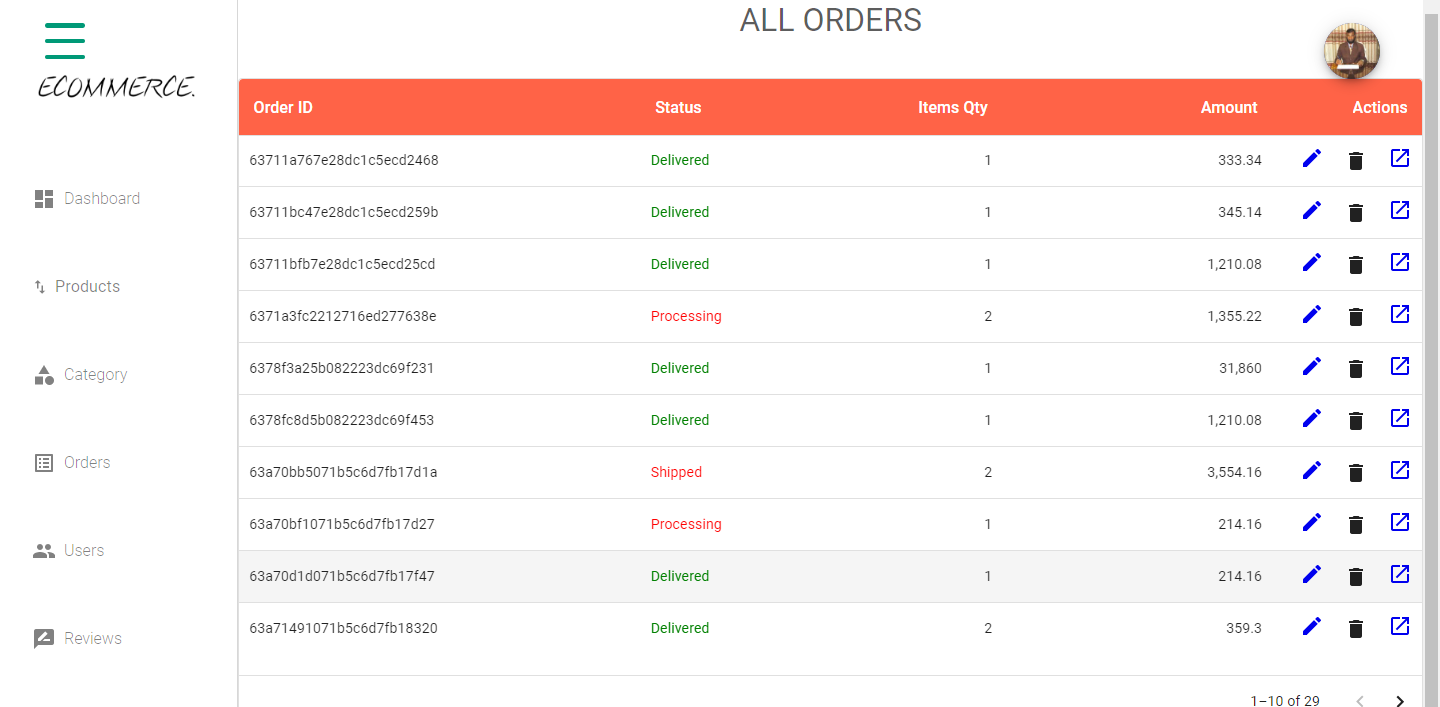 ALL ORDERS
ECOMMERCE.
Order ID Status Items Qty Amount Actions
63711a767e28dc1c5ecd2468 Delivered 1 333.34
63711bc47e28dc1c5ecd259b Delivered 1 345.14
63711bfb7e28dc1c5ecd25cd Delivered 1 1,210.08
6371a3fc2212716ed277638e Processing 2 1,355.22
6378f3a25b082223dc69f231 Delivered 1 31,860
6378fc8d5b082223dc69f453 Delivered 1 1,210.08
63a70bb5071b5c6d7fb17d1a Shipped 2 3,554.16
63a70bf1071b5c6d7fb17d27 Processing 1 214.16
63a70d1d071b5c6d7fb17f47 Delivered 1 214.16
63a71491071b5c6d7fb18320 Delivered 2 359.3
1–10 of 29
Dashboard
Products
Category
Orders
Users
Reviews